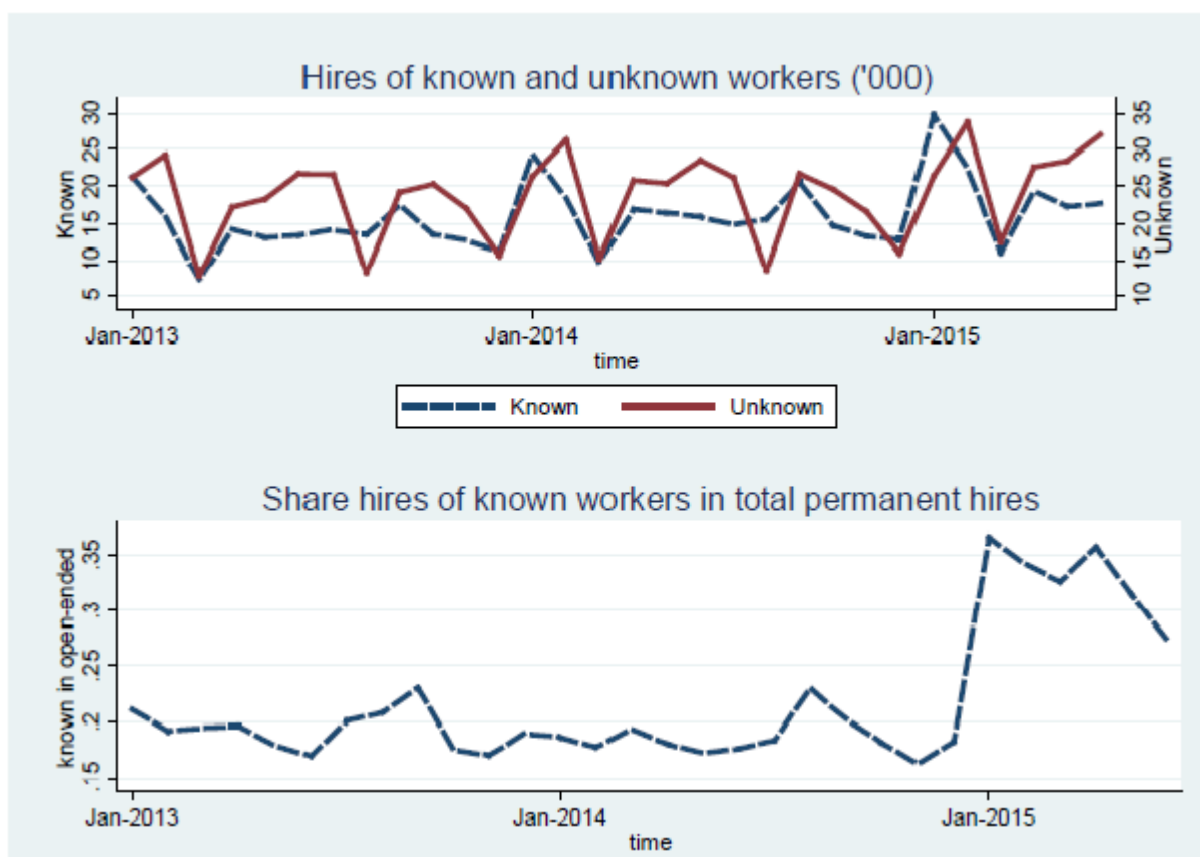 Hires of known and unknown workers ('000)
Known
5 10 15 20 25 30
Unknown
10 15 20 25 30 35
Jan-2013 Jan-2014 Jan-2015
time
Known Unknown
Share hires of known workers in total permanent hires
known in open-ended
.15 .2 .25 .3 .35
Jan-2013 Jan-2014 Jan-2015
time